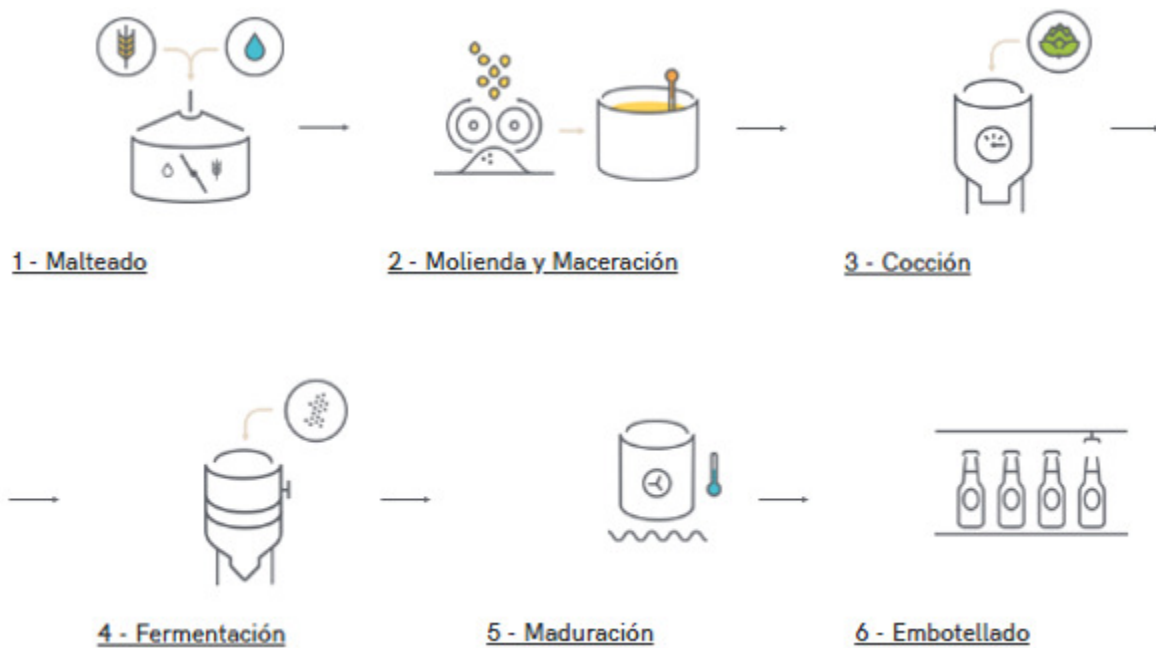 1 - Malteado
2 - Molienda y Maceración
3 - Cocción
4 - Fermentación
5 - Maduración
6 - Embotellado